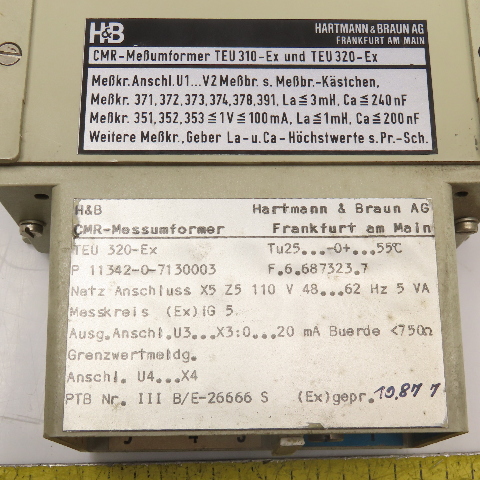 H&B HARTMANN & BRAUN AG
FRANKFURT AM MAIN
CMR-Meßumformer TEU 310-Ex und TEU 320-Ex
Meßkr. Anschl. U1...V2 Meßbr. s. Meßbr.-Kästchen,
Meßkr. 371, 372, 373, 374, 378, 391, La ≦ 3mH, Ca ≦ 240 nF
Meßkr. 351, 352, 353 ≦ 1V ≦ 100mA, La ≦ 1mH, Ca ≦ 200 nF
Weitere Meßkr., Geber La- u. Ca- Höchstwerte s. Pr.-Sch.
H&B Hartmann & Braun AG
CMR-Messumformer Frankfurt am Main
TEU 320-Ex Tu25...-0+...55°C
P 11342-0-7130003 F.6.687323.7
Netz Anschluss X5 Z5 110 V 48...62 Hz 5 VA
Messkreis (Ex)iG 5.
Ausg.Anschl.U3...X3:0...20 mA Buerde <750Ω
Grenzwertmeldg.
Anschl. U4...X4
PTB Nr. III B/E-26666 S (Ex)gepr. 10.87